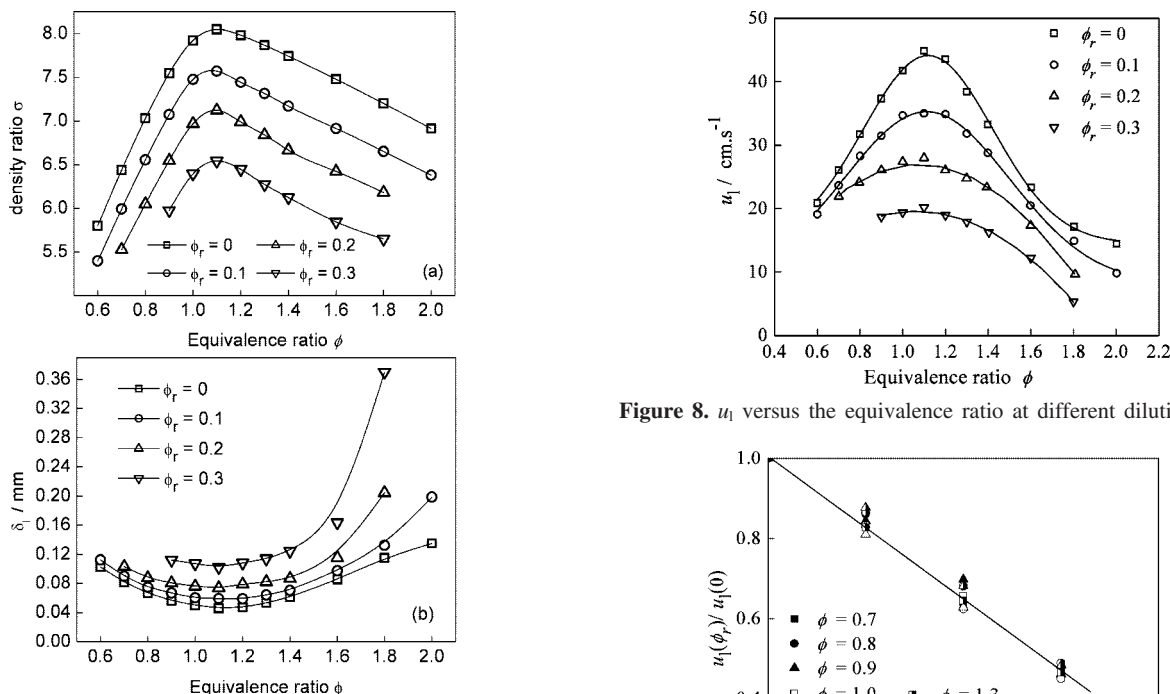 8.0
7.5
7.0
6.5
6.0
5.5
density ratio σ
ϕr = 0
ϕr = 0.2
ϕr = 0.1
ϕr = 0.3
(a)
0.6 0.8 1.0 1.2 1.4 1.6 1.8 2.0
Equivalence ratio ϕ
0.36
0.32
0.28
0.24
0.20
0.16
0.12
0.08
0.04
0.00
δl / mm
ϕr = 0
ϕr = 0.1
ϕr = 0.2
ϕr = 0.3
(b)
0.6 0.8 1.0 1.2 1.4 1.6 1.8 2.0
Equivalence ratio ϕ
50
40
30
20
10
0
ul / cm.s-1
ϕr = 0
ϕr = 0.1
ϕr = 0.2
ϕr = 0.3
0.4 0.6 0.8 1.0 1.2 1.4 1.6 1.8 2.0 2.2
Equivalence ratio ϕ
Figure 8. ul versus the equivalence ratio at different diluti
1.0
0.8
0.6
0.4
ul(ϕr)/ ul(0)
ϕ = 0.7
ϕ = 0.8
ϕ = 0.9
ϕ = 1.0
ϕ = 1.3